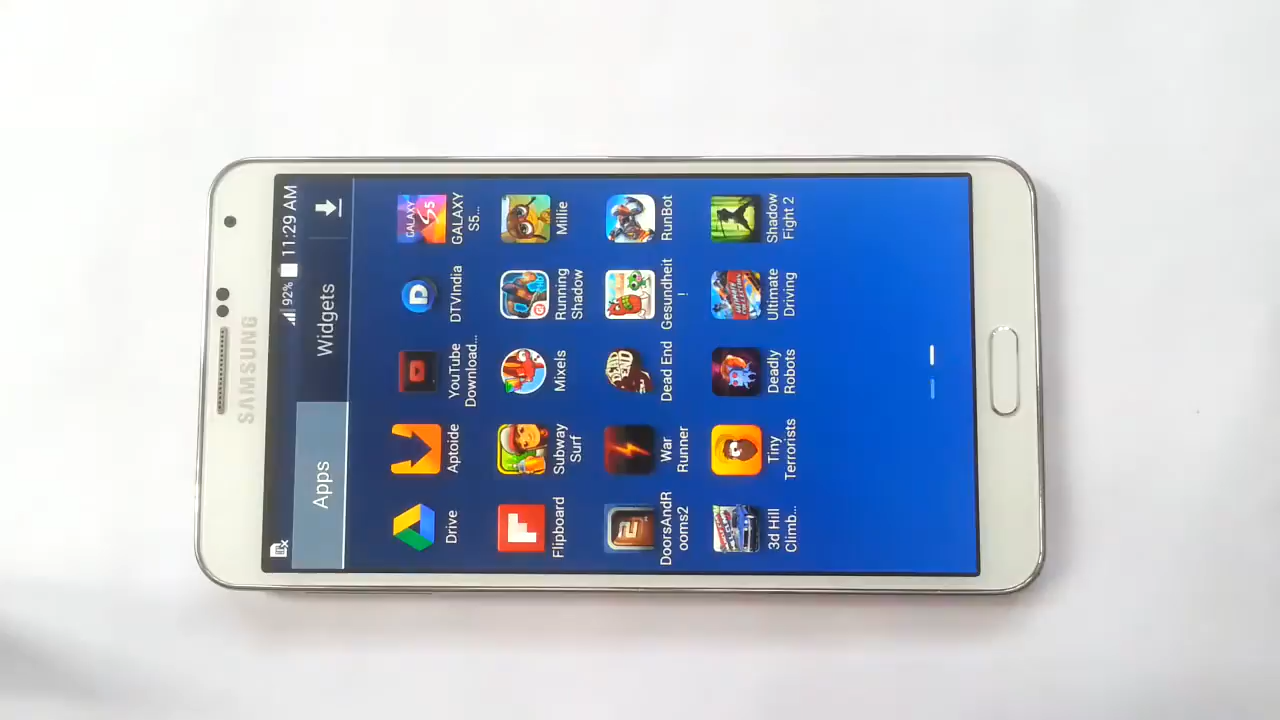 SAMSUNG
92% 11:29 AM
Apps
Widgets
Drive
Aptoide
YouTube
Download...
DTVIndia
GALAXY
S5...
GALAXY
S5
Flipboard
Subway
Surf
Mixels
Running
Shadow
Millie
DoorsAndR
ooms2
War
Runner
Dead End
Gesundheit
!
RunBot
3d Hill
Climb...
Tiny
Terrorists
Deadly
Robots
Ultimate
Driving
Shadow
Fight 2